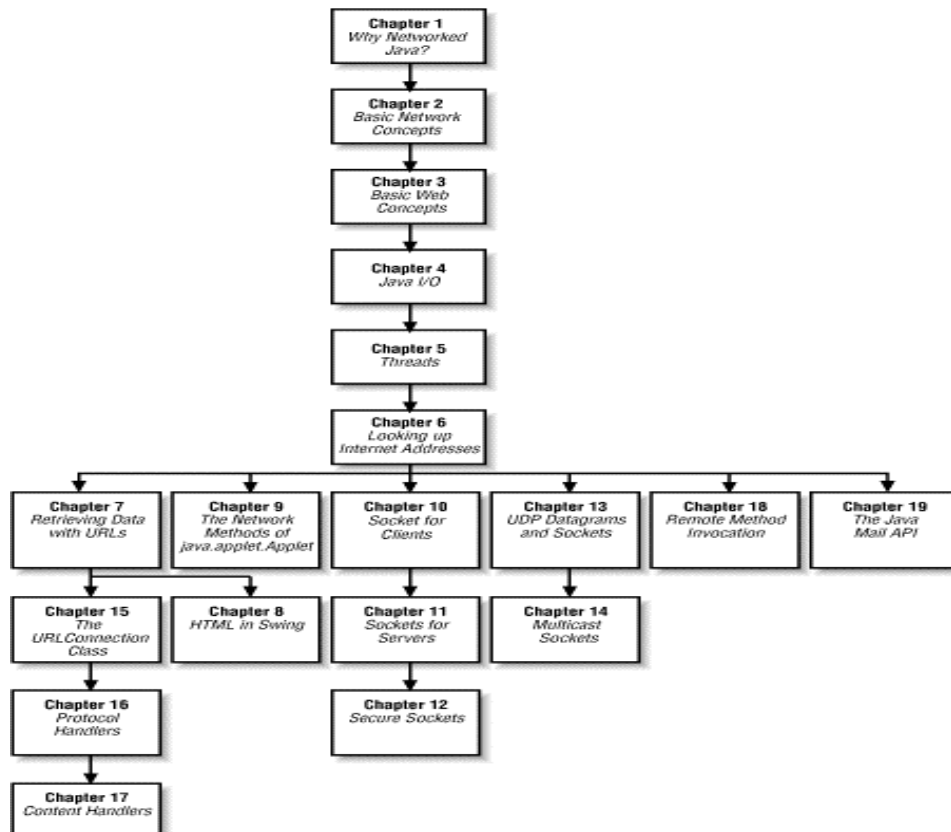 Chapter 1
Why Networked
Java?
Chapter 2
Basic Network
Concepts
Chapter 3
Basic Web
Concepts
Chapter 4
Java I/O
Chapter 5
Threads
Chapter 6
Looking up
Internet Addresses
Chapter 7
Retrieving Data
with URLs
Chapter 9
The Network
Methods of
java.applet.Applet
Chapter 10
Socket for
Clients
Chapter 13
UDP Datagrams
and Sockets
Chapter 18
Remote Method
Invocation
Chapter 19
The Java
Mail API
Chapter 15
The
URLConnection
Class
Chapter 8
HTML in Swing
Chapter 11
Sockets for
Servers
Chapter 14
Multicast
Sockets
Chapter 16
Protocol
Handlers
Chapter 12
Secure Sockets
Chapter 17
Content Handlers